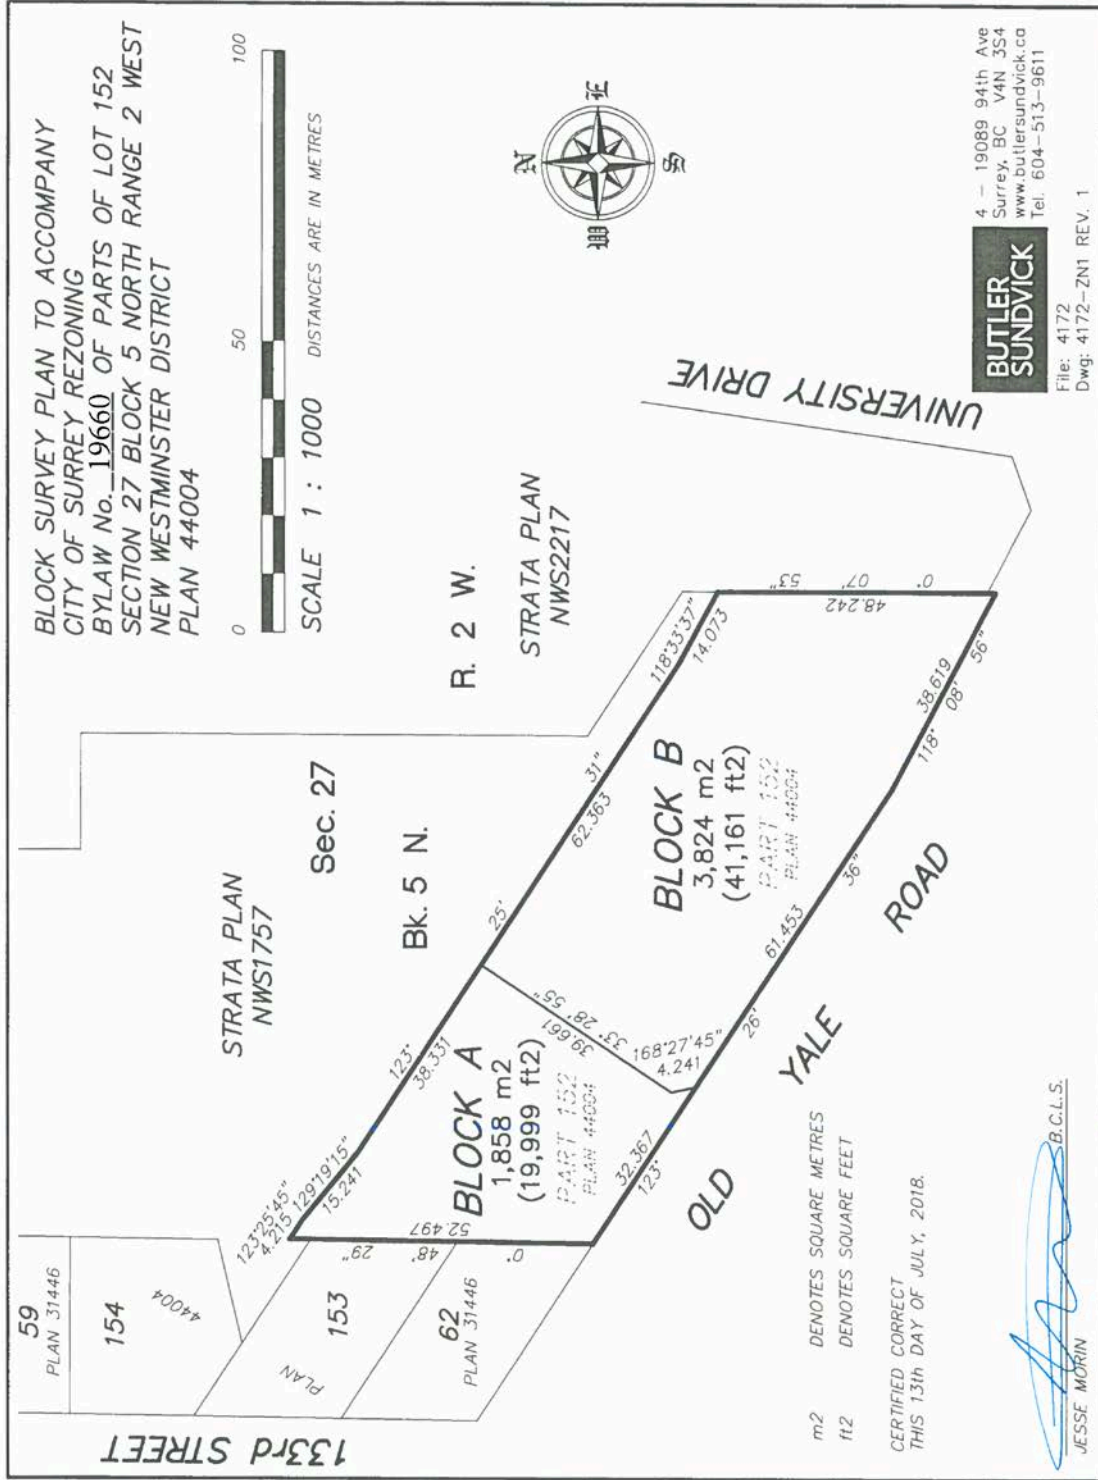 BLOCK SURVEY PLAN TO ACCOMPANY
CITY OF SURREY REZONING
BYLAW No. 19660 OF PARTS OF LOT 152
SECTION 27 BLOCK 5 NORTH RANGE 2 WEST
NEW WESTMINSTER DISTRICT
PLAN 44004
0
50
100
SCALE 1 : 1000
DISTANCES ARE IN METRES
N
E
S
W
R. 2 W.
Sec. 27
Bk. 5 N.
STRATA PLAN
NWS2217
STRATA PLAN
NWS1757
UNIVERSITY DRIVE
133rd STREET
OLD YALE ROAD
59
PLAN 31446
154
44004
153
PLAN
62
PLAN 31446
123°25'45"
4.215
129°19'15"
15.241
123°
38.331
25'
62.363
31"
118°33'37"
14.073
0° 07' 53"
48.242
38.619
118° 08' 56"
61.453
26' 36"
32.367
123°
52.497
0° 48' 29"
39.661
33° 28' 55"
168°27'45"
4.241
BLOCK A
1,858 m2
(19,999 ft2)
PART 152
PLAN 44004
BLOCK B
3,824 m2
(41,161 ft2)
PART 152
PLAN 44004
m2 DENOTES SQUARE METRES
ft2 DENOTES SQUARE FEET
CERTIFIED CORRECT
THIS 13th DAY OF JULY, 2018.
B.C.L.S.
JESSE MORIN
BUTLER
SUNDVICK
4 - 19089 94th Ave
Surrey, BC V4N 3S4
www.butlersundvick.ca
Tel. 604-513-9611
File: 4172
Dwg: 4172-ZN1 REV. 1